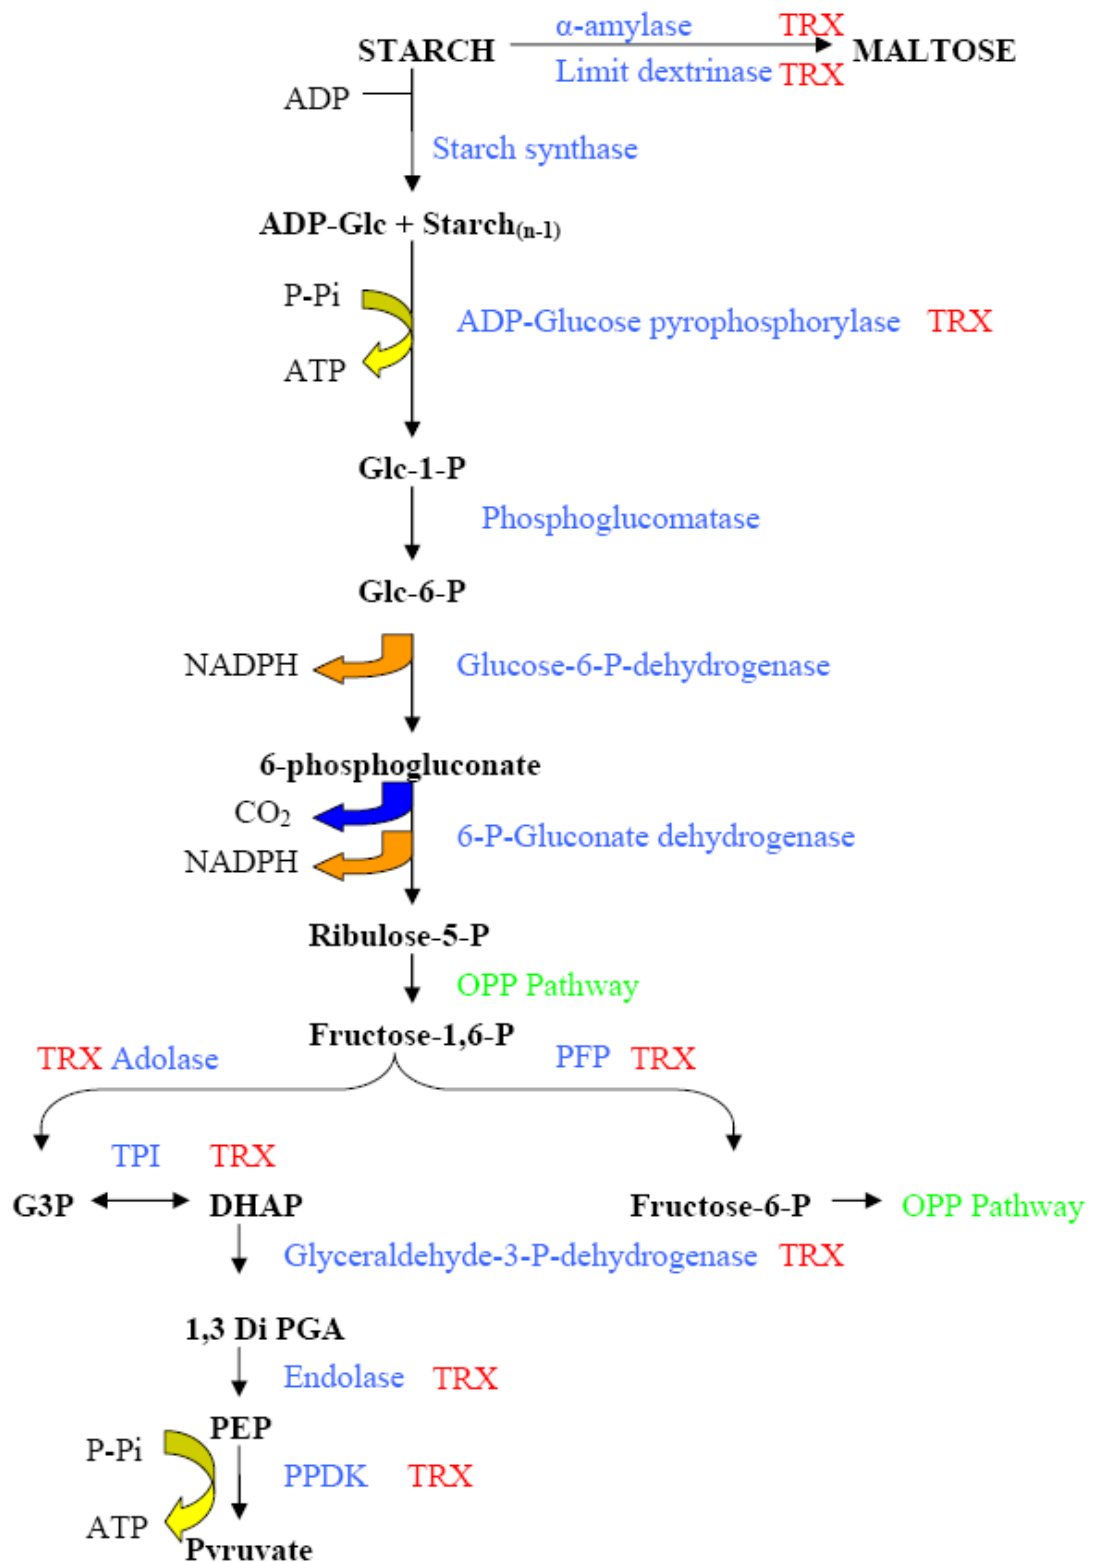 α-amylase TRX
STARCH MALTOSE
Limit dextrinase TRX
ADP
Starch synthase
ADP-Glc + Starch(n-1)
P-Pi
ADP-Glucose pyrophosphorylase TRX
ATP
Glc-1-P
Phosphoglucomatase
Glc-6-P
NADPH Glucose-6-P-dehydrogenase
6-phosphogluconate
CO2
6-P-Gluconate dehydrogenase
NADPH
Ribulose-5-P
OPP Pathway
Fructose-1,6-P
TRX Adolase PFP TRX
TPI TRX
G3P DHAP Fructose-6-P OPP Pathway
Glyceraldehyde-3-P-dehydrogenase TRX
1,3 Di PGA
Endolase TRX
PEP
P-Pi
PPDK TRX
ATP
Pyruvate